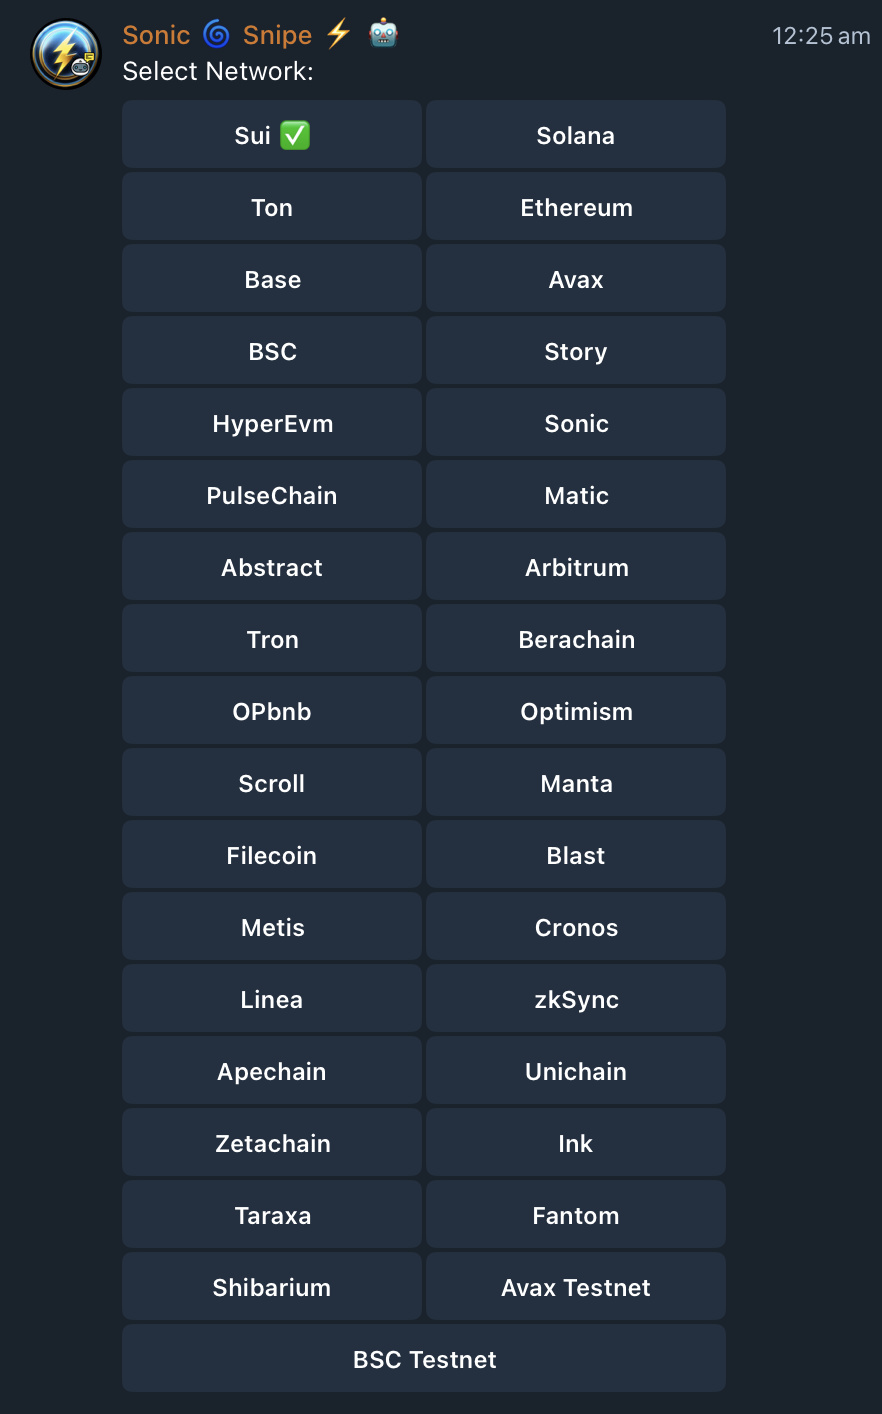 Sonic 🌀 Snipe ⚡ 🤖 12:25 am
Select Network:
Sui ✅ Solana
Ton Ethereum
Base Avax
BSC Story
HyperEvm Sonic
PulseChain Matic
Abstract Arbitrum
Tron Berachain
OPbnb Optimism
Scroll Manta
Filecoin Blast
Metis Cronos
Linea zkSync
Apechain Unichain
Zetachain Ink
Taraxa Fantom
Shibarium Avax Testnet
BSC Testnet